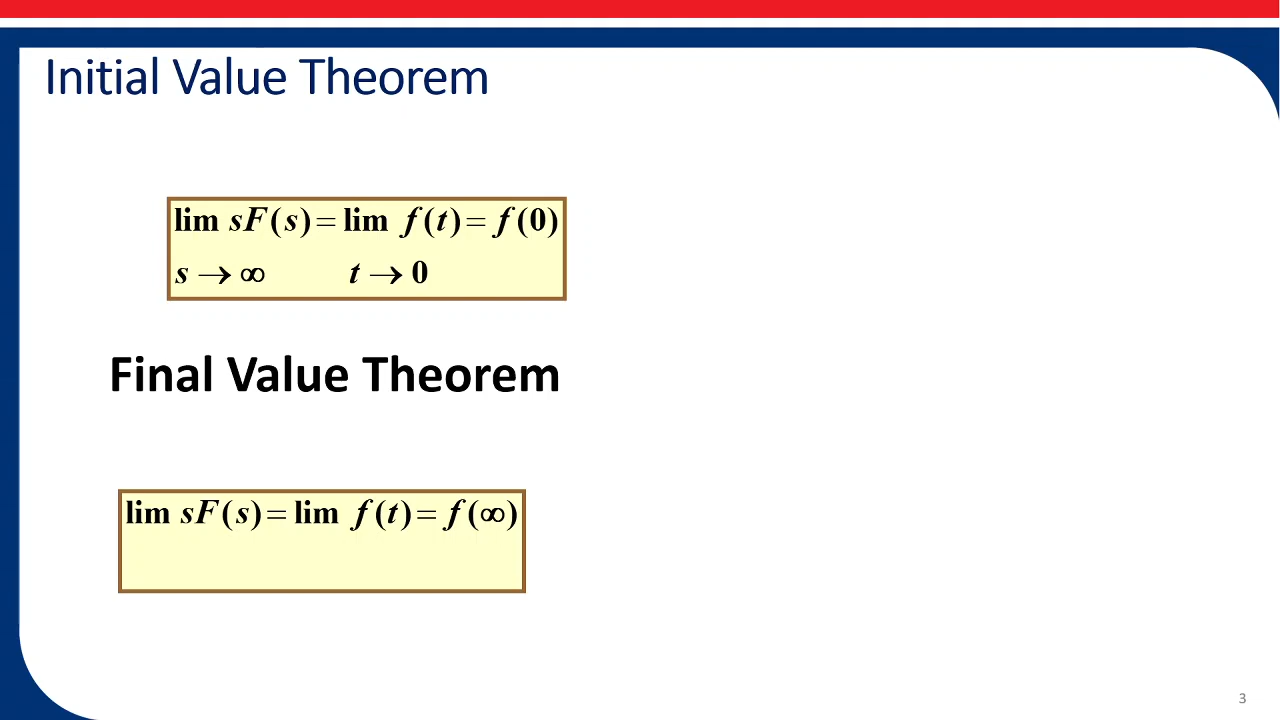 Initial Value Theorem
lim sF(s) = lim f(t) = f(0)
s → ∞ t → 0
Final Value Theorem
lim sF(s) = lim f(t) = f(∞)
3